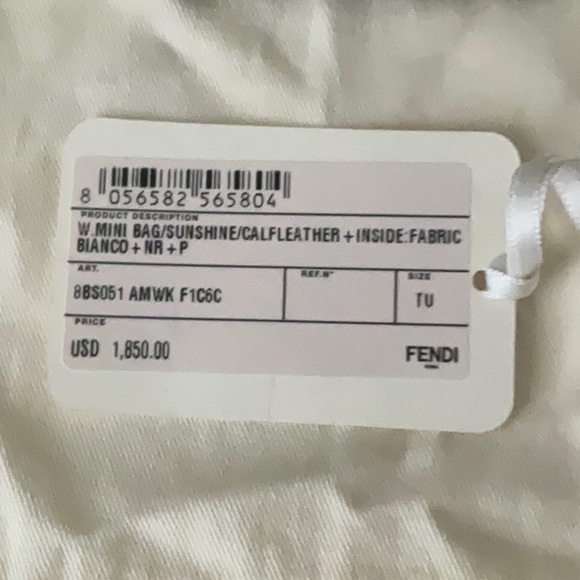 8 056582 565804
PRODUCT DESCRIPTION
W.MINI BAG/SUNSHINE/CALFLEATHER+INSIDE:FABRIC
BIANCO+NR+P
ART. REF.N° SIZE
8BS051 AMWK F1C6C TU
PRICE
USD 1,850.00 FENDI